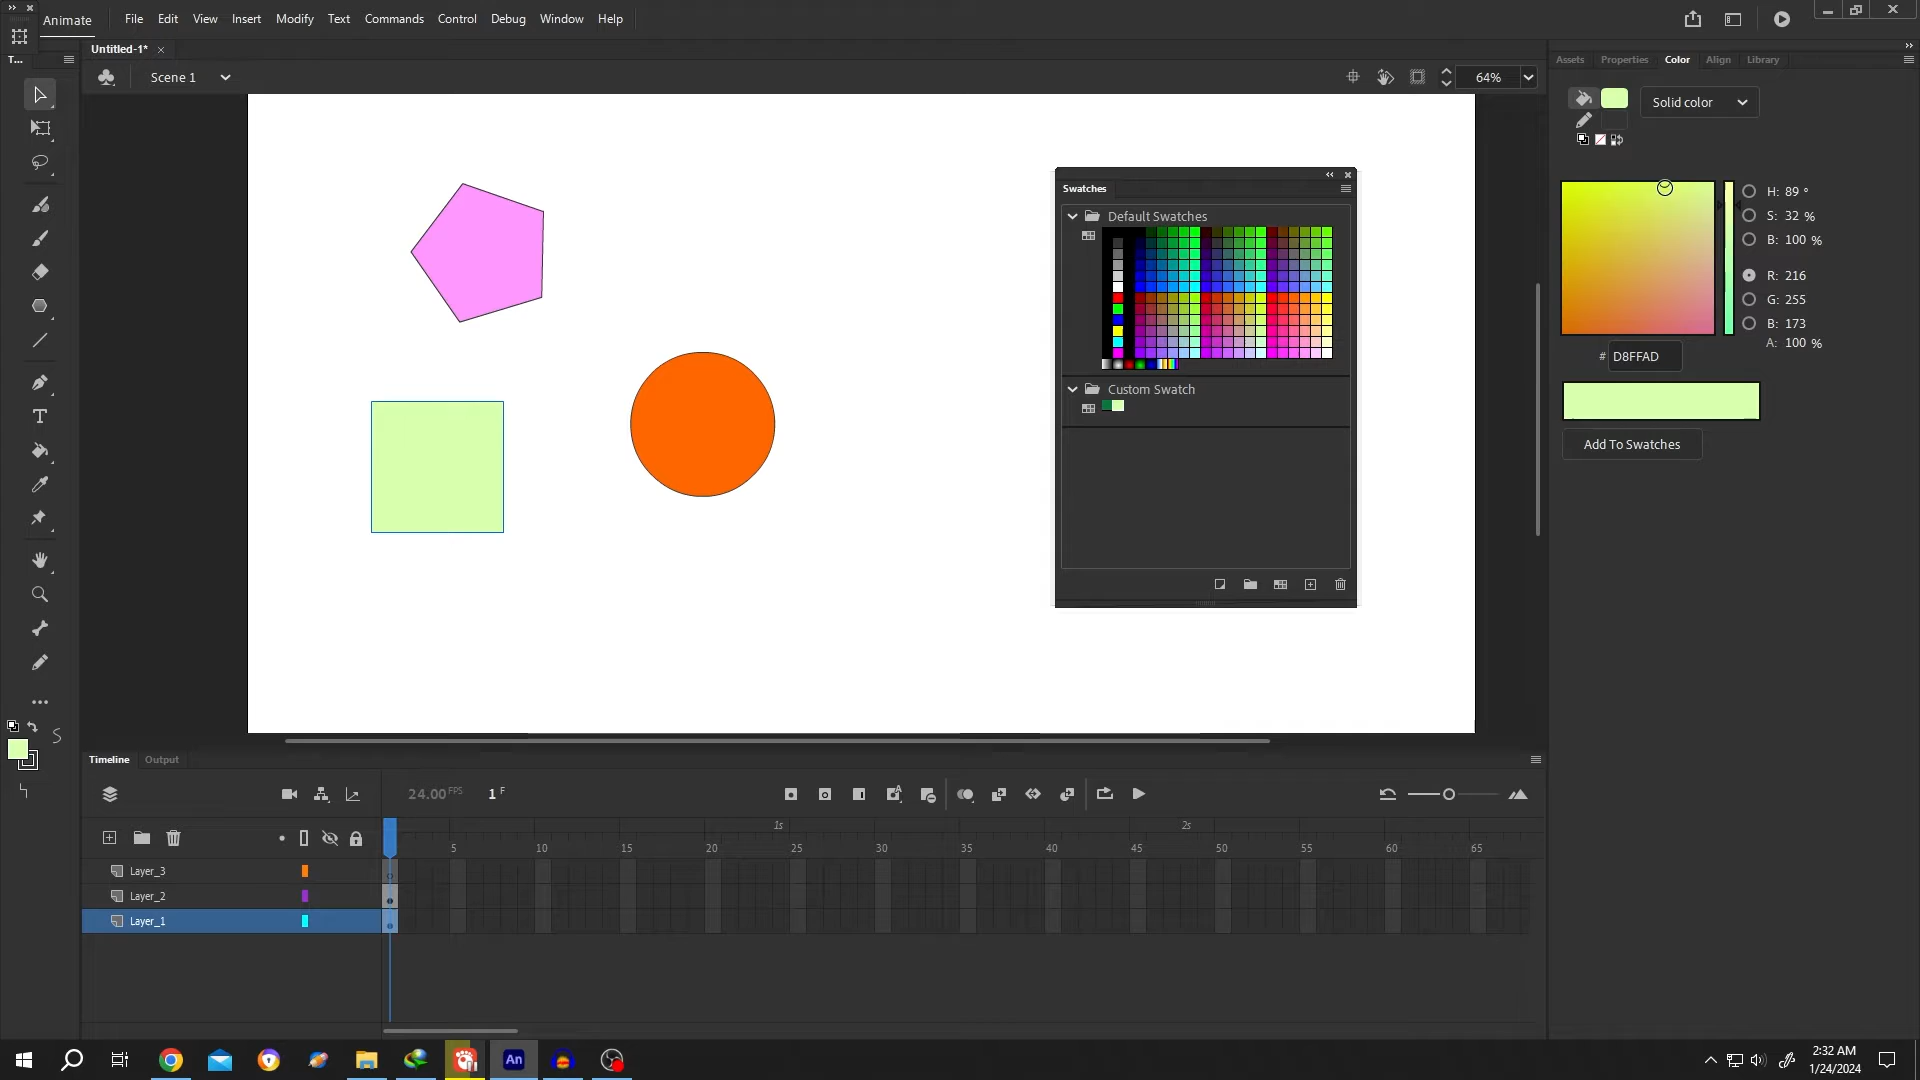 Animate
File Edit View Insert Modify Text Commands Control Debug Window Help
T...
Untitled-1*
Scene 1
64%
Assets Properties Color Align Library
Solid color
H: 89 °
S: 32 %
B: 100 %
R: 216
G: 255
B: 173
A: 100 %
# D8FFAD
Add To Swatches
Swatches
Default Swatches
Custom Swatch
Timeline Output
24.00 FPS 1 F
1s 2s
5 10 15 20 25 30 35 40 45 50 55 60 65
Layer_3
Layer_2
Layer_1
An
2:32 AM
1/24/2024